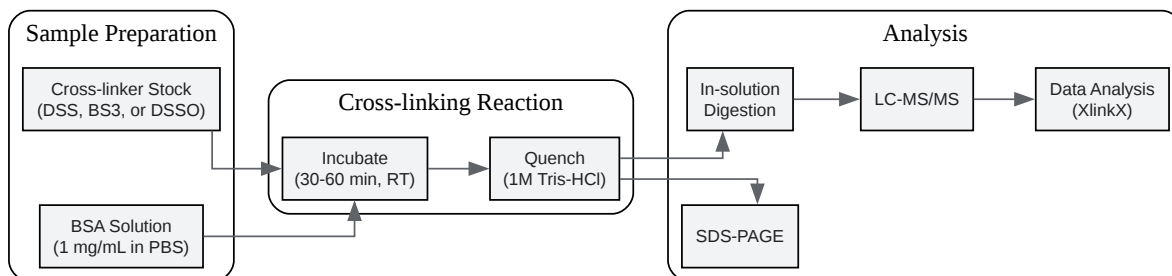 Sample Preparation
Cross-linker Stock
(DSS, BS3, or DSSO)
BSA Solution
(1 mg/mL in PBS)
Cross-linking Reaction
Incubate
(30-60 min, RT)
Quench
(1M Tris-HCl)
Analysis
In-solution
Digestion
LC-MS/MS
Data Analysis
(XlinkX)
SDS-PAGE